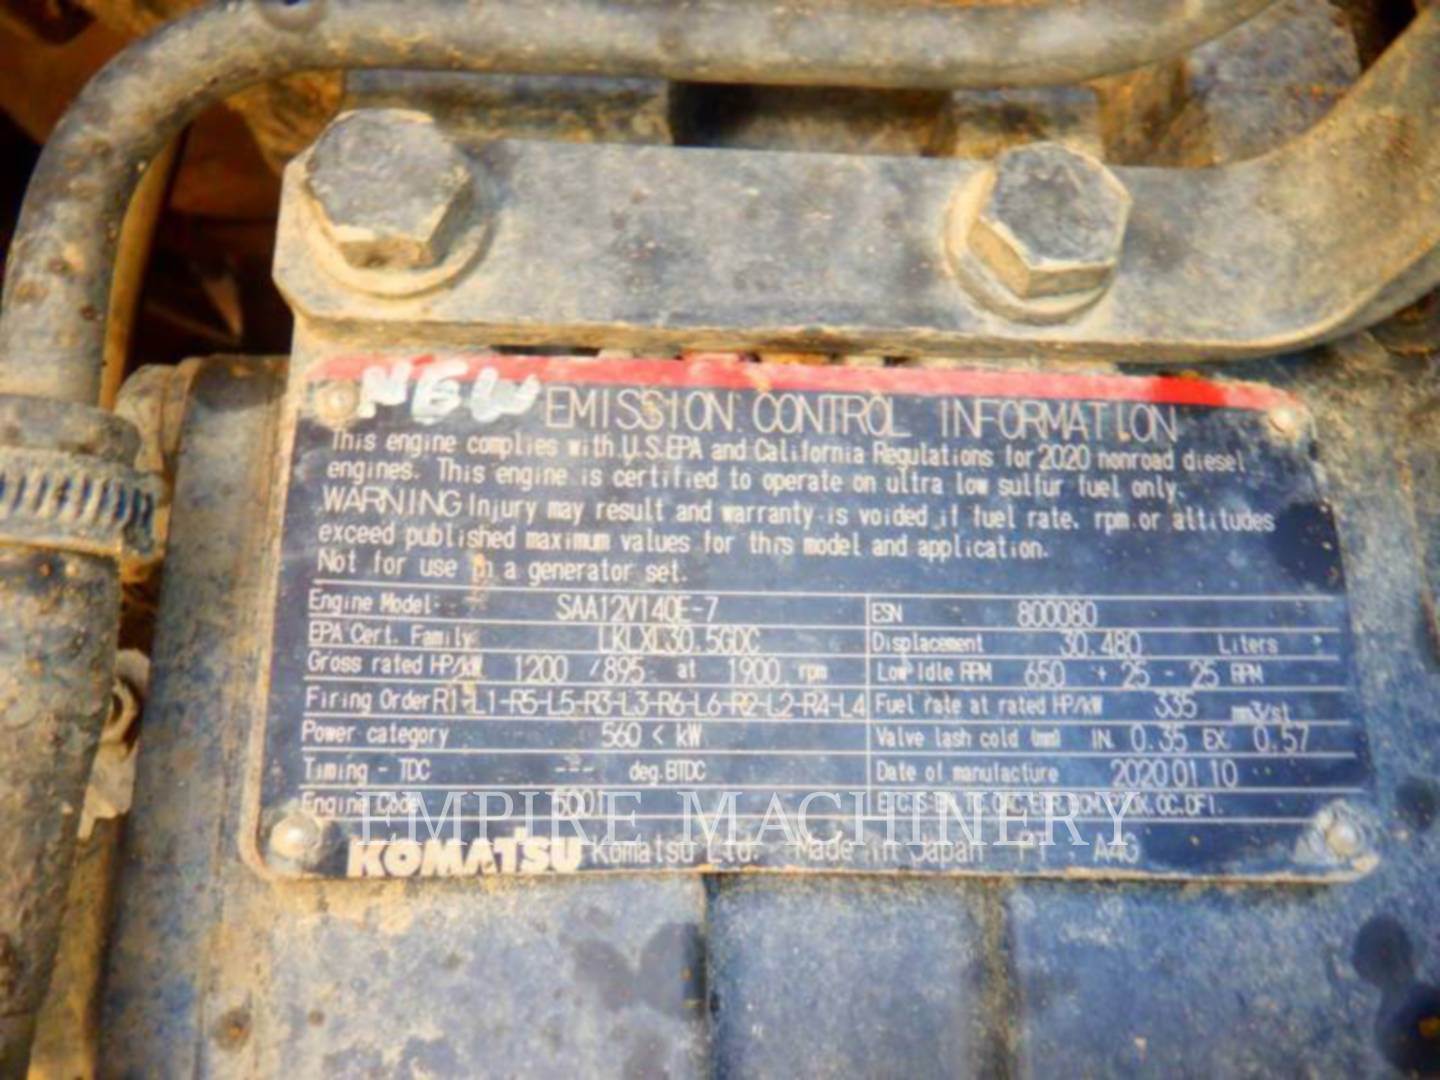 NEW EMISSION CONTROL INFORMATION
This engine complies with U.S.EPA and California Regulations for 2020 nonroad diesel
engines. This engine is certified to operate on ultra low sulfur fuel only.
WARNING Injury may result and warranty is voided if fuel rate. rpm or altitudes
exceed published maximum values for this model and application.
Not for use in a generator set.
Engine Model SAA12V140E-7 ESN 800080
EPA Cert. Family LKLXL30.5GDC Displacement 30.480 Liters
Gross rated HP/kW 1200 / 895 at 1900 rpm Low Idle RPM 650 + 25 - 25 RPM
Firing Order R1-L1-R5-L5-R3-L3-R6-L6-R2-L2-R4-L4 Fuel rate at rated HP/kW 335 mm3/st
Power category 560 < kW Valve lash cold (mm) IN. 0.35 EX. 0.57
Timing - TDC --- deg.BTDC Date of manufacture 2020.01.10
Engine Code
EMPIRE MACHINERY
KOMATSU Komatsu Ltd. Made in Japan